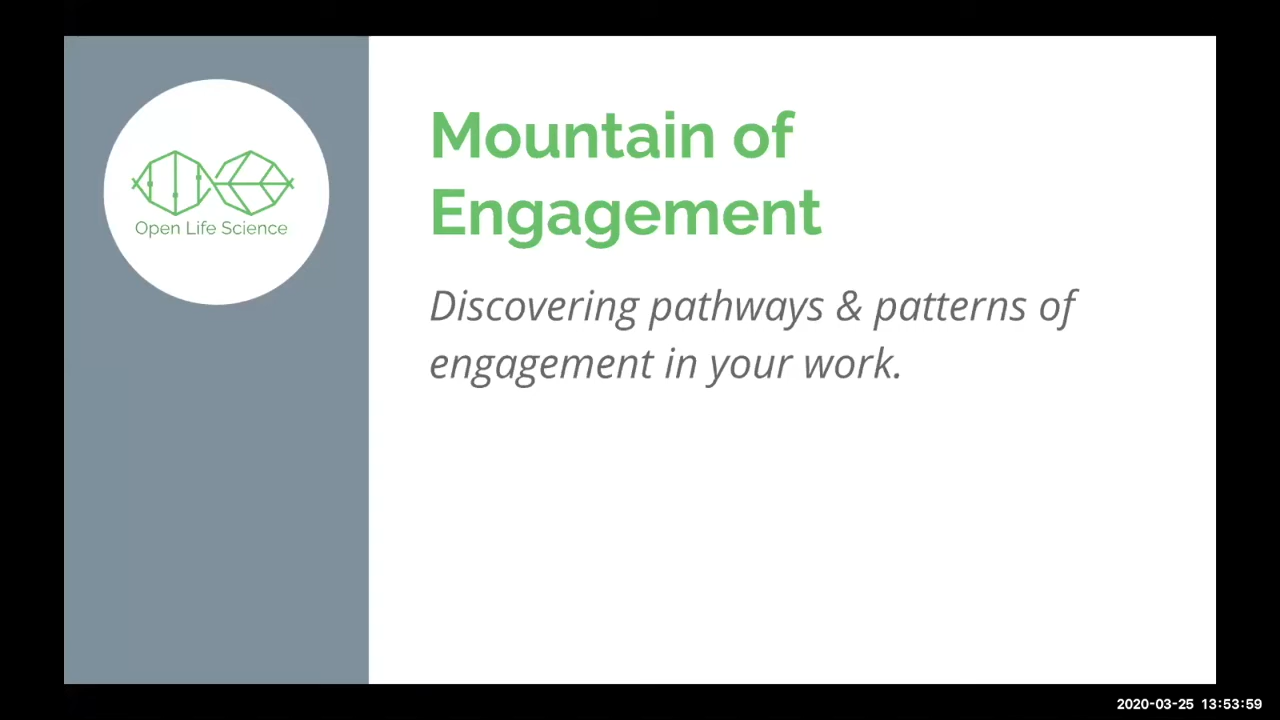 Open Life Science
Mountain of
Engagement
Discovering pathways & patterns of
engagement in your work.
2020-03-25 13:53:59